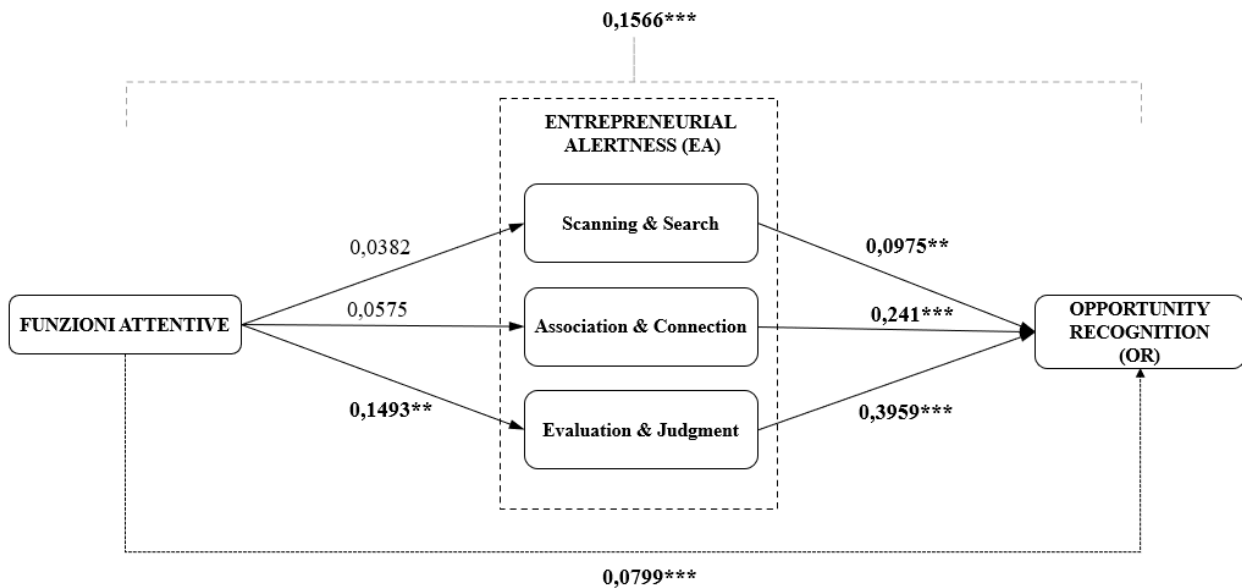 0,1566***
ENTREPRENEURIAL
ALERTNESS (EA)
Scanning & Search
0,0382
0,0975**
FUNZIONI ATTENTIVE
0,0575
Association & Connection
0,241***
OPPORTUNITY
RECOGNITION
(OR)
0,1493**
Evaluation & Judgment
0,3959***
0,0799***